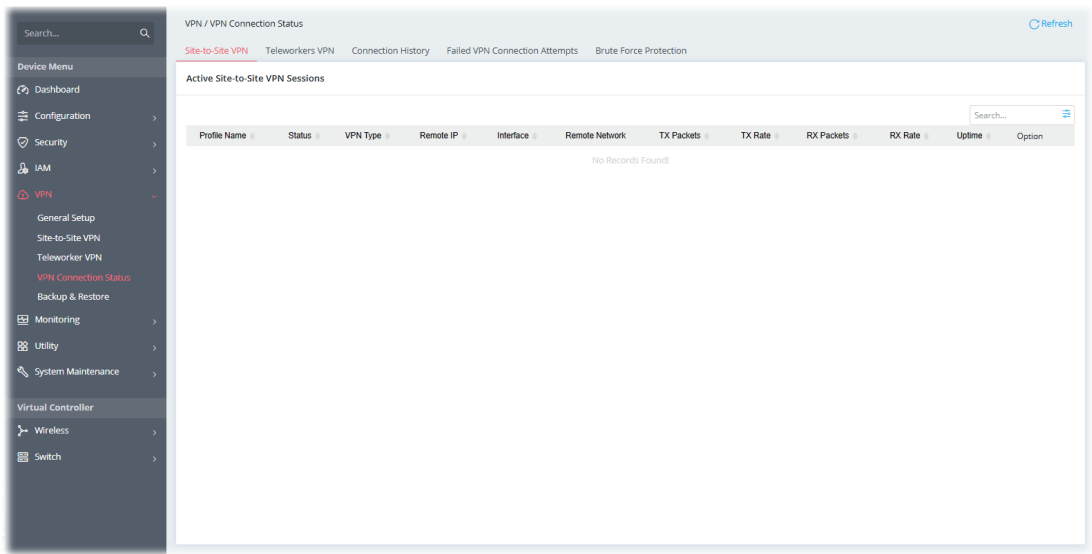 Search...
Device Menu
Dashboard
Configuration
Security
IAM
VPN
General Setup
Site-to-Site VPN
Teleworker VPN
VPN Connection Status
Backup & Restore
Monitoring
Utility
System Maintenance
Virtual Controller
Wireless
Switch
VPN / VPN Connection Status
Refresh
Site-to-Site VPN Teleworkers VPN Connection History Failed VPN Connection Attempts Brute Force Protection
Active Site-to-Site VPN Sessions
Search...
Profile Name Status VPN Type Remote IP Interface Remote Network TX Packets TX Rate RX Packets RX Rate Uptime Option
No Records Found!